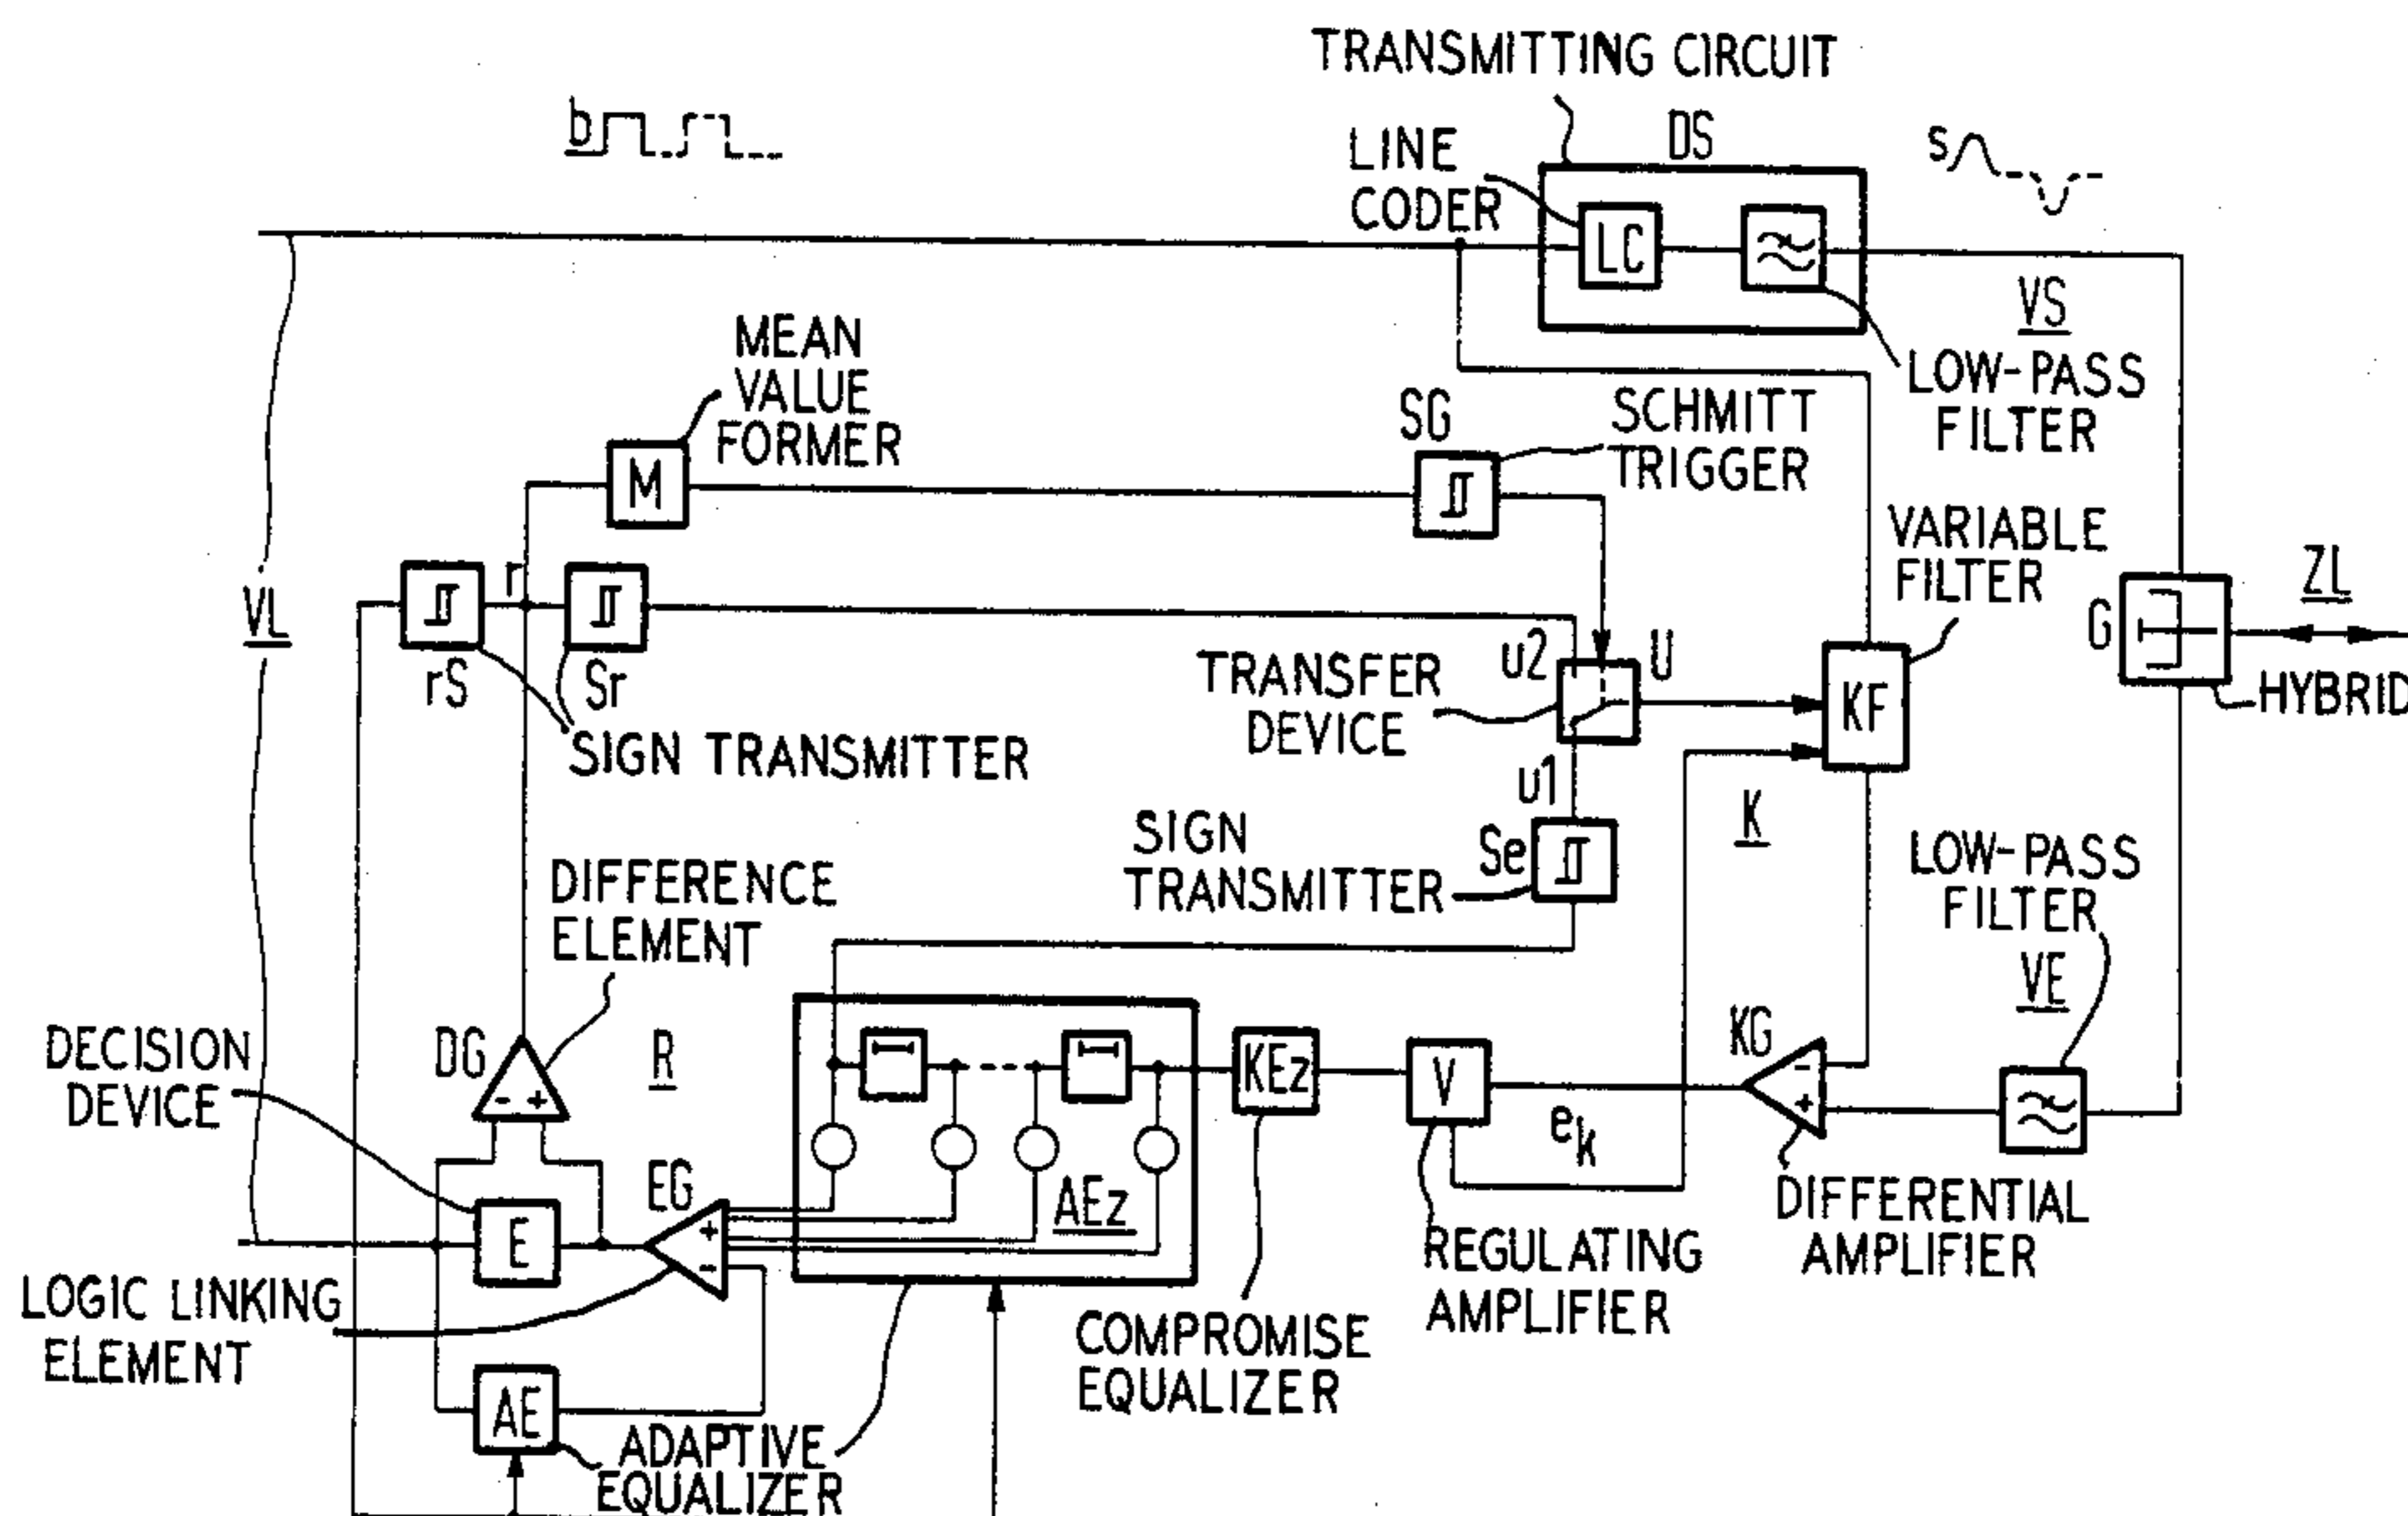 TRANSMITTING CIRCUIT
b
LINE
CODER
DS
s
LC
VS
LOW-PASS
FILTER
MEAN
VALUE
FORMER
M
SG
SCHMITT
TRIGGER
VARIABLE
FILTER
VL
r
rS
Sr
SIGN TRANSMITTER
TRANSFER
DEVICE
u2
U
u1
KF
G
ZL
HYBRID
K
SIGN
TRANSMITTER
Se
LOW-PASS
FILTER
VE
DIFFERENCE
ELEMENT
DECISION
DEVICE
DG
- +
R
KEz
V
KG
-
+
ek
EG
+
-
AEz
E
DIFFERENTIAL
AMPLIFIER
REGULATING
AMPLIFIER
LOGIC LINKING
ELEMENT
COMPROMISE
EQUALIZER
AE
ADAPTIVE
EQUALIZER